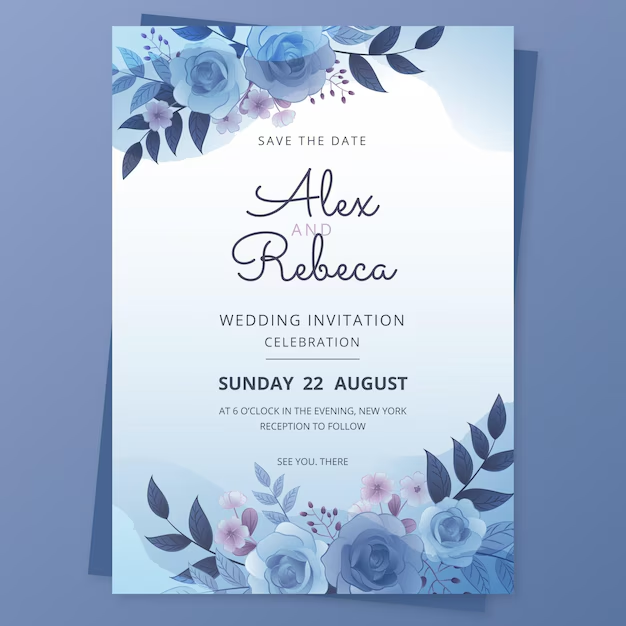 SAVE THE DATE
Alex
AND
Rebeca
WEDDING INVITATION
CELEBRATION
SUNDAY 22 AUGUST
AT 6 O'CLOCK IN THE EVENING, NEW YORK
RECEPTION TO FOLLOW
SEE YOU. THERE